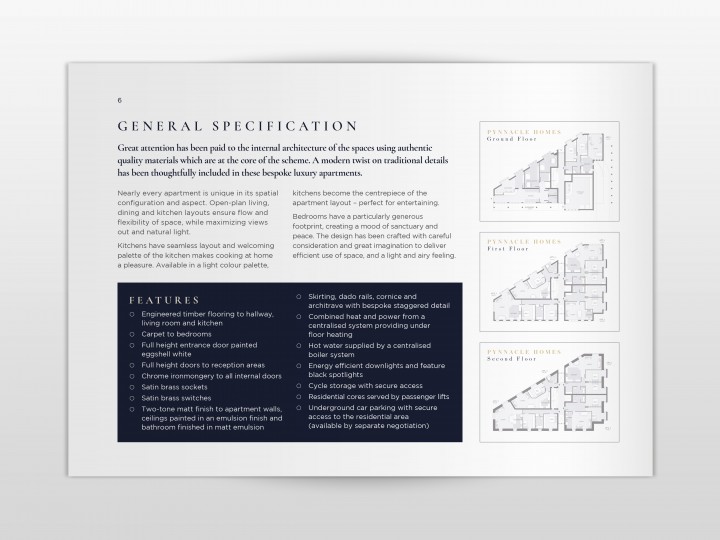 6
GENERAL SPECIFICATION
Great attention has been paid to the internal architecture of the spaces using authentic
quality materials which are at the core of the scheme. A modern twist on traditional details
has been thoughtfully included in these bespoke luxury apartments.
Nearly every apartment is unique in its spatial
configuration and aspect. Open-plan living,
dining and kitchen layouts ensure flow and
flexibility of space, while maximizing views
out and natural light.
Kitchens have seamless layout and welcoming
palette of the kitchen makes cooking at home
a pleasure. Available in a light colour palette,
kitchens become the centrepiece of the
apartment layout – perfect for entertaining.
Bedrooms have a particularly generous
footprint, creating a mood of sanctuary and
peace. The design has been crafted with careful
consideration and great imagination to deliver
efficient use of space, and a light and airy feeling.
FEATURES
Engineered timber flooring to hallway,
living room and kitchen
Carpet to bedrooms
Full height entrance door painted
eggshell white
Full height doors to reception areas
Chrome ironmongery to all internal doors
Satin brass sockets
Satin brass switches
Two-tone matt finish to apartment walls,
ceilings painted in an emulsion finish and
bathroom finished in matt emulsion
Skirting, dado rails, cornice and
architrave with bespoke staggered detail
Combined heat and power from a
centralised system providing under
floor heating
Hot water supplied by a centralised
boiler system
Energy efficient downlights and feature
black spotlights
Cycle storage with secure access
Residential cores served by passenger lifts
Underground car parking with secure
access to the residential area
(available by separate negotiation)
PYNNACLE HOMES
Ground Floor
PYNNACLE HOMES
First Floor
PYNNACLE HOMES
Second Floor